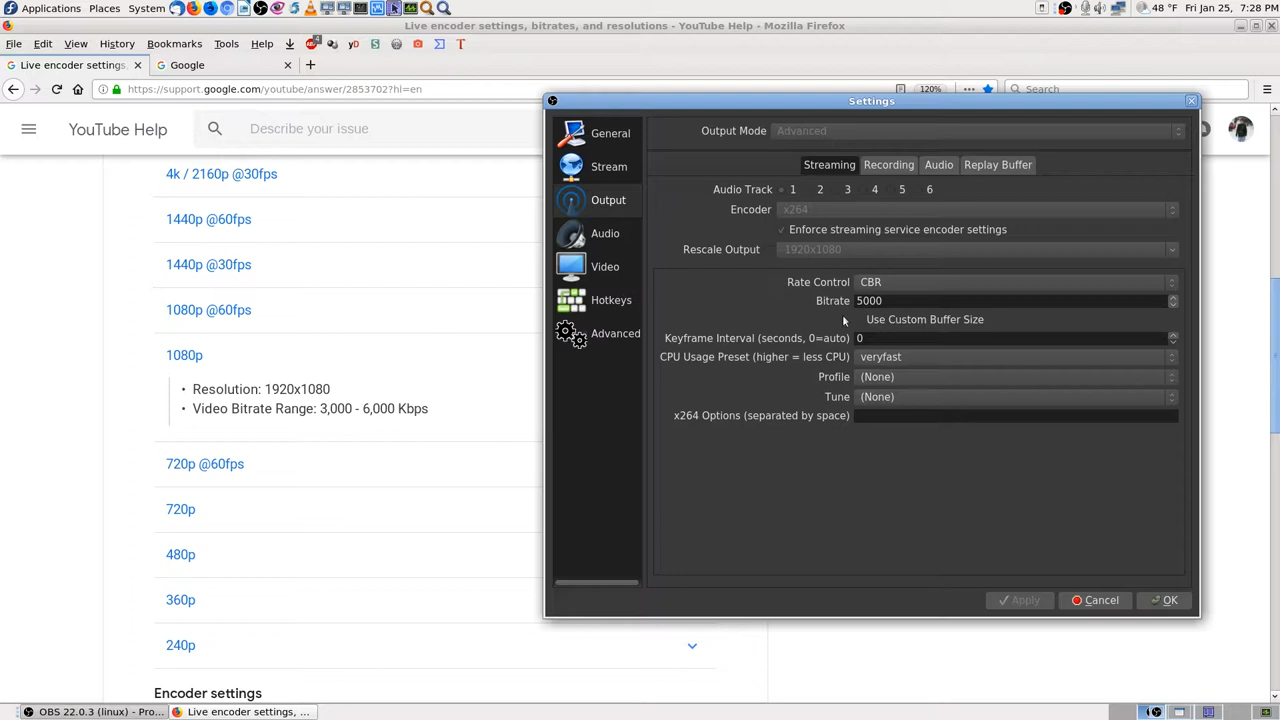 Applications Places System 48 °F Fri Jan 25, 7:28 PM
Live encoder settings, bitrates, and resolutions - YouTube Help - Mozilla Firefox
File Edit View History Bookmarks Tools Help
Live encoder settings,
Google
https://support.google.com/youtube/answer/2853702?hl=en
120%
Search
YouTube Help
Describe your issue
4k / 2160p @30fps
1440p @60fps
1440p @30fps
1080p @60fps
1080p
• Resolution: 1920x1080
• Video Bitrate Range: 3,000 - 6,000 Kbps
720p @60fps
720p
480p
360p
240p
Encoder settings
Settings
General
Stream
Output
Audio
Video
Hotkeys
Advanced
Output Mode Advanced
Streaming Recording Audio Replay Buffer
Audio Track 1 2 3 4 5 6
Encoder x264
Enforce streaming service encoder settings
Rescale Output 1920x1080
Rate Control CBR
Bitrate 5000
Use Custom Buffer Size
Keyframe Interval (seconds, 0=auto) 0
CPU Usage Preset (higher = less CPU) veryfast
Profile (None)
Tune (None)
x264 Options (separated by space)
Apply Cancel OK
OBS 22.0.3 (linux) - Pro...
Live encoder settings, ...